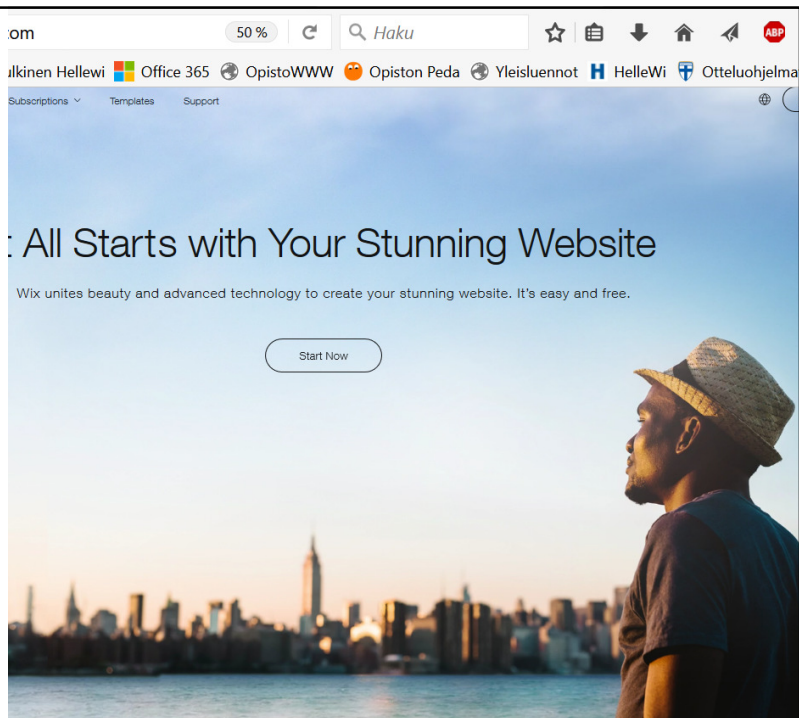 com 50 % Haku ABP
ulkinen Hellewi Office 365 OpistoWWW Opiston Peda Yleisluennot H HelleWi Otteluohjelma
Subscriptions Templates Support
All Starts with Your Stunning Website
Wix unites beauty and advanced technology to create your stunning website. It's easy and free.
Start Now